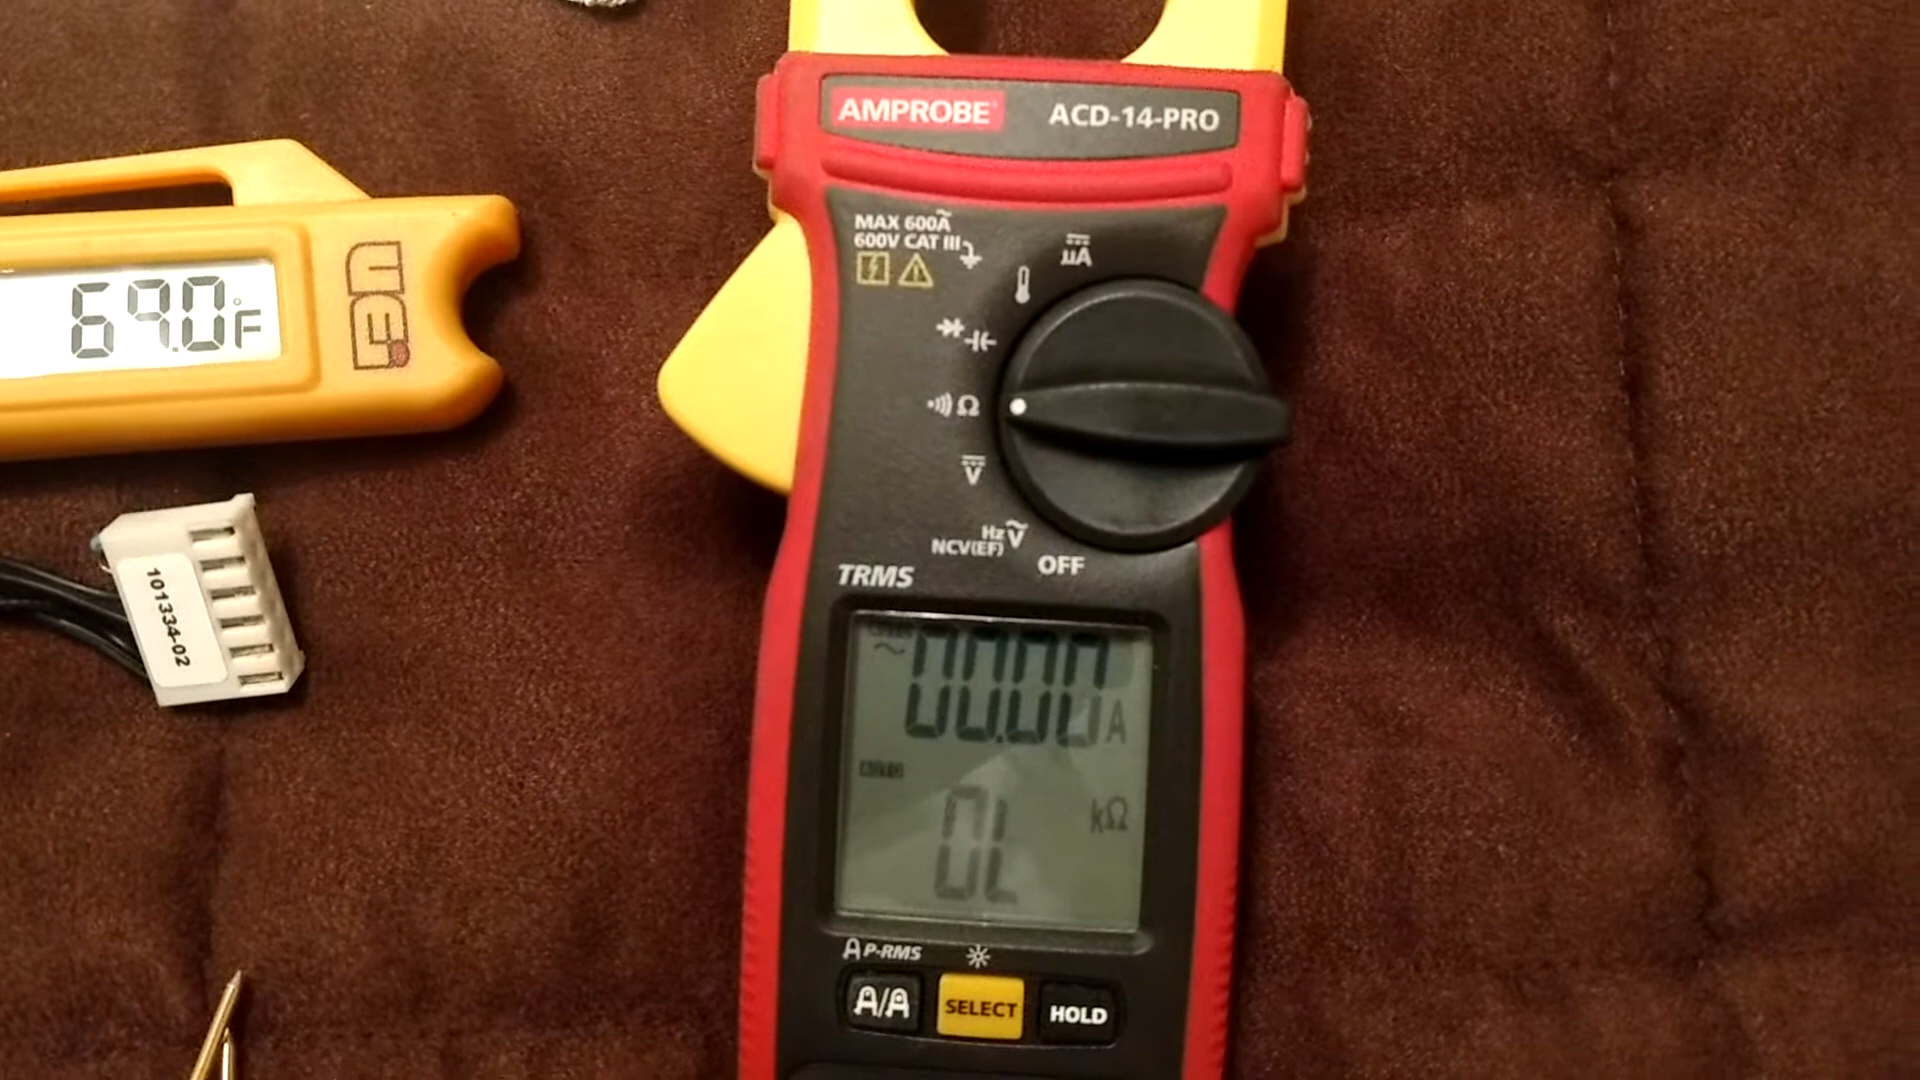 AMPROBE®
ACD-14-PRO
MAX 600A
600V CAT III
µA
Ω
V
Hz V
NCV(EF)
OFF
TRMS
69.0°F
UEi
101334-02
00.00 A
OL kΩ
P-RMS
A/A
SELECT
HOLD